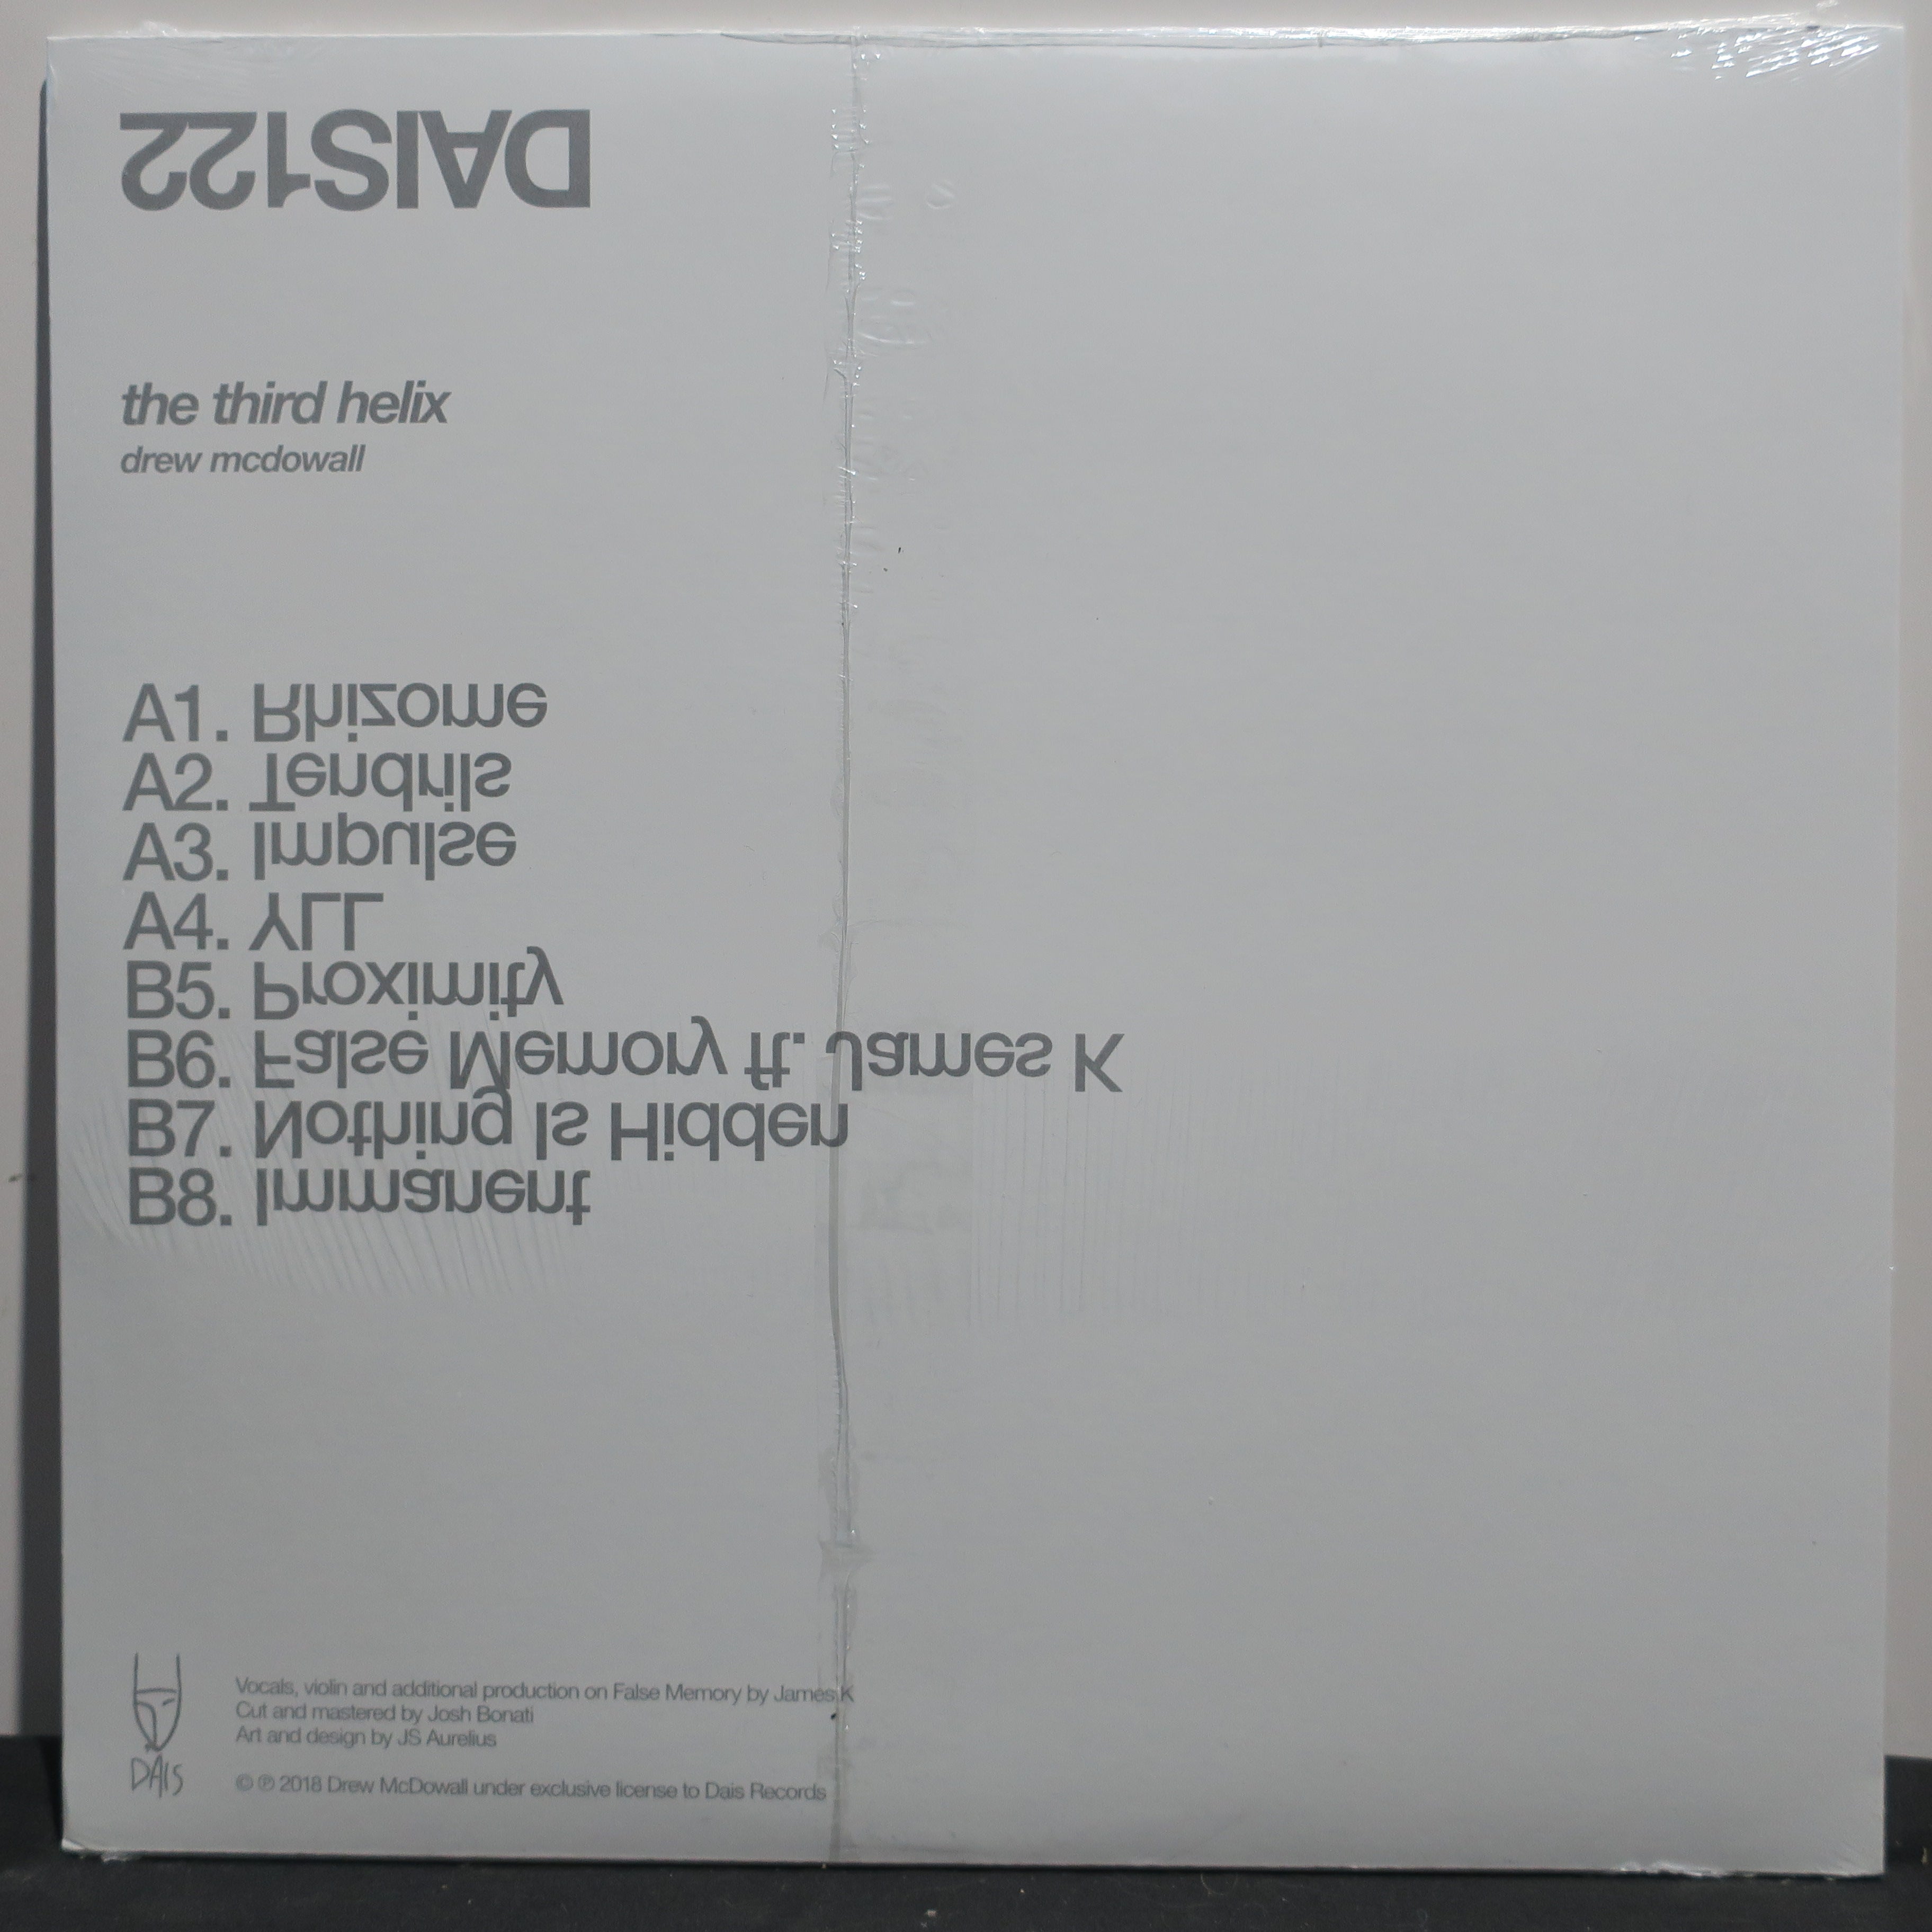 DAIS122
the third helix
drew mcdowall
A1. Rhizome
A2. Tendrils
A3. Impulse
A4. YLL
B5. Proximity
B6. False Memory ft. James K
B7. Nothing Is Hidden
B8. Immanent
Vocals, violin and additional production on False Memory by James K
Cut and mastered by Josh Bonati
Art and design by JS Aurelius
DAIS
© ℗ 2018 Drew McDowall under exclusive license to Dais Records